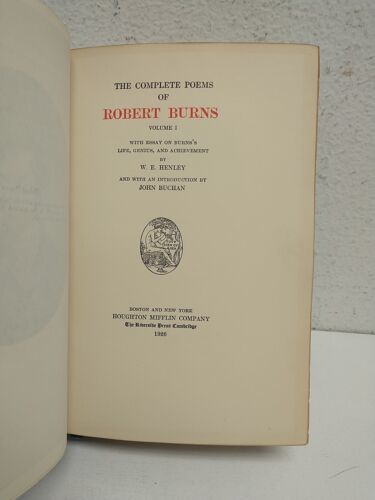 THE COMPLETE POEMS
OF
ROBERT BURNS
VOLUME I
WITH ESSAY ON BURNS'S
LIFE, GENIUS, AND ACHIEVEMENT
BY
W. E. HENLEY
AND WITH AN INTRODUCTION BY
JOHN BUCHAN
BOSTON AND NEW YORK
HOUGHTON MIFFLIN COMPANY
The Riverside Press Cambridge
1926